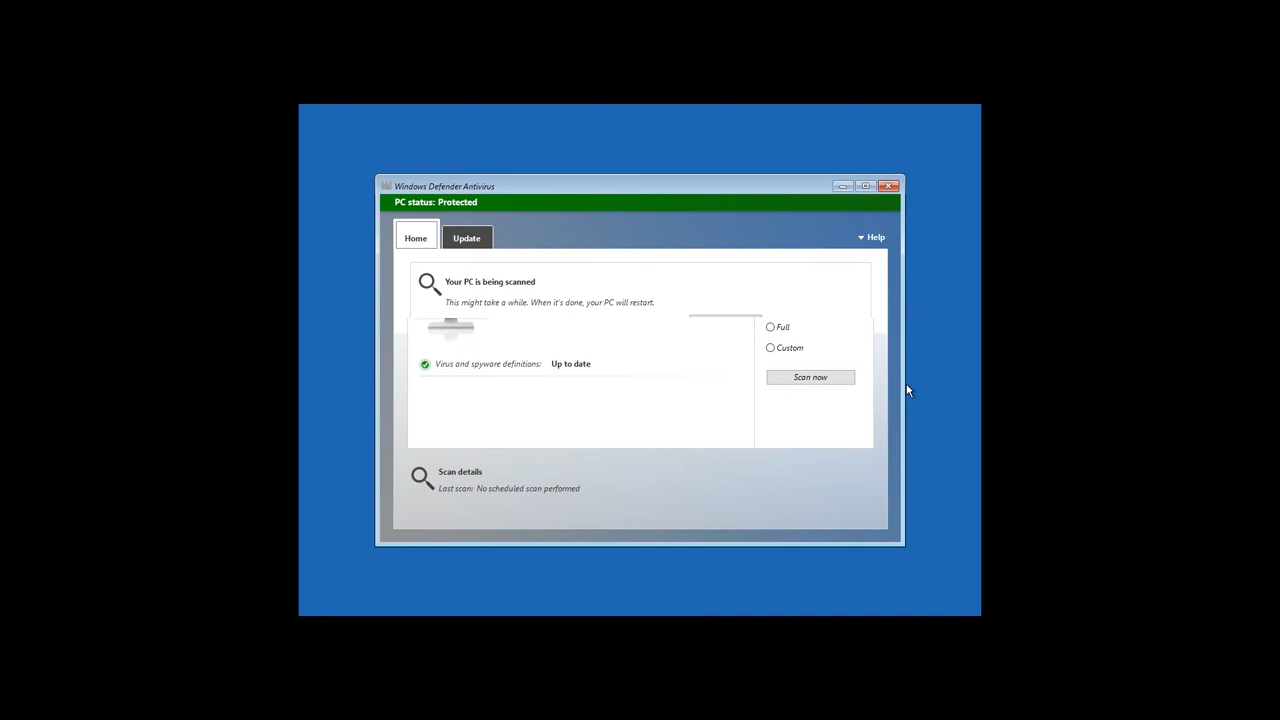 Windows Defender Antivirus
PC status: Protected
Home
Update
Help
Your PC is being scanned
This might take a while. When it's done, your PC will restart.
Full
Custom
Virus and spyware definitions: Up to date
Scan now
Scan details
Last scan: No scheduled scan performed